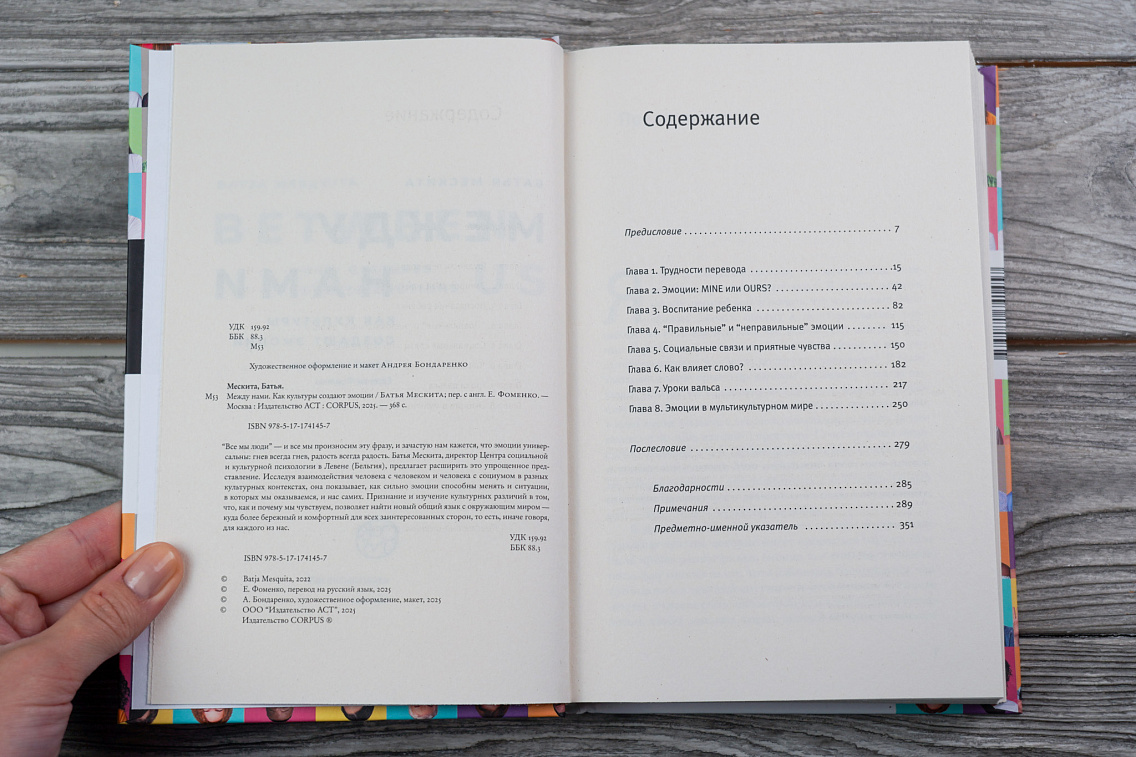 УДК 159.92
ББК 88.3
М53
Художественное оформление и макет Андрея Бондаренко
Мескита, Батья.
М53 Между нами. Как культуры создают эмоции / Батья Мескита; пер. с англ. Е. Фоменко. —
Москва : Издательство АСТ : CORPUS, 2025. — 368 с.
ISBN 978-5-17-174145-7
“Все мы люди” — и все мы произносим эту фразу, и зачастую нам кажется, что эмоции универ-
сальны: гнев всегда гнев, радость всегда радость. Батья Мескита, директор Центра социальной
и культурной психологии в Левене (Бельгия), предлагает расширить это упрощенное пред-
ставление. Исследуя взаимодействия человека с человеком и человека с социумом в разных
культурных контекстах, она показывает, как сильно эмоции способны менять и ситуации,
в которых мы оказываемся, и нас самих. Признание и изучение культурных различий в том,
что, как и почему мы чувствуем, позволяет найти новый общий язык с окружающим миром —
куда более бережный и комфортный для всех заинтересованных сторон, то есть, иначе говоря,
для каждого из нас.
УДК 159.92
ББК 88.3
ISBN 978-5-17-174145-7
© Batja Mesquita, 2022
© Е. Фоменко, перевод на русский язык, 2025
© А. Бондаренко, художественное оформление, макет, 2025
© ООО “Издательство АСТ”, 2025
Издательство CORPUS ®
Содержание
Предисловие . . . . . . . . . . . . . . . . . . . . 7
Глава 1. Трудности перевода . . . . . . . . . . . . . . . . . . . . 15
Глава 2. Эмоции: MINE или OURS? . . . . . . . . . . . . . . . . . . . . 42
Глава 3. Воспитание ребенка . . . . . . . . . . . . . . . . . . . . 82
Глава 4. “Правильные” и “неправильные” эмоции . . . . . . . . 115
Глава 5. Социальные связи и приятные чувства . . . . . . . . . . 150
Глава 6. Как влияет слово? . . . . . . . . . . . . . . . . . . . . 182
Глава 7. Уроки вальса . . . . . . . . . . . . . . . . . . . . 217
Глава 8. Эмоции в мультикультурном мире . . . . . . . . . . . . 250
Послесловие . . . . . . . . . . . . . . . . . . . . 279
Благодарности . . . . . . . . . . . . . . . . . . . . 285
Примечания . . . . . . . . . . . . . . . . . . . . 289
Предметно-именной указатель . . . . . . . . . . . . . . . 351